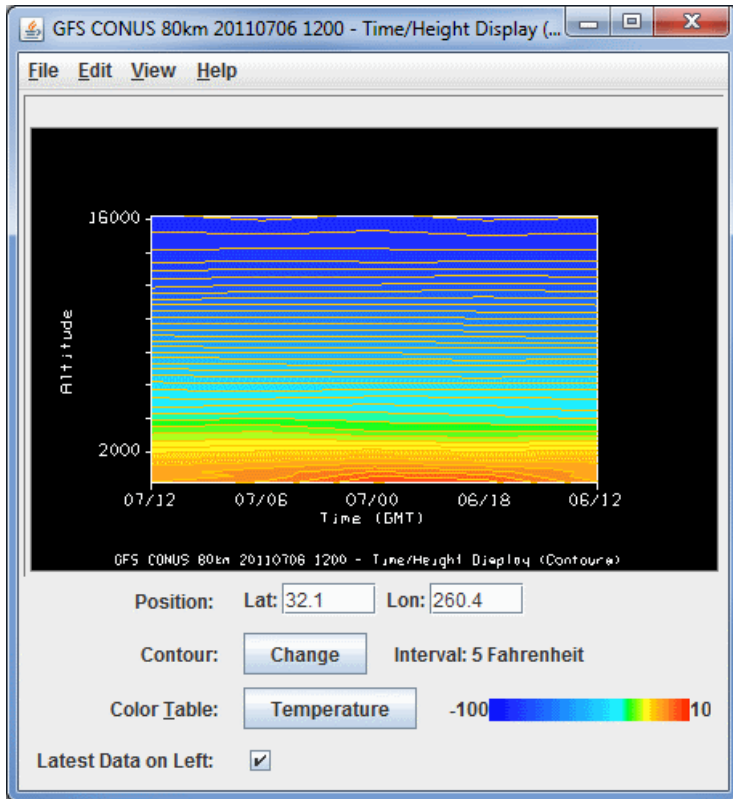 GFS CONUS 80km 20110706 1200 - Time/Height Display (...
File Edit View Help
16000
Altitude
2000
07/12 07/06 07/00 06/18 06/12
Time (GMT)
GFS CONUS 80km 20110706 1200 - Time/Height Display (Contours)
Position: Lat: 32.1 Lon: 260.4
Contour: Change Interval: 5 Fahrenheit
Color Table: Temperature -100 10
Latest Data on Left: